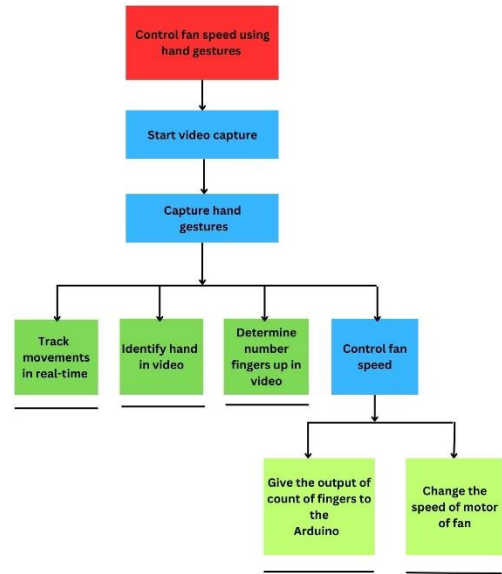 Control fan speed using
hand gestures
Start video capture
Capture hand
gestures
Track
movements
in real-time
Identify hand
in video
Determine
number
fingers up in
video
Control fan
speed
Give the output of
count of fingers to
the
Arduino
Change the
speed of motor
of fan